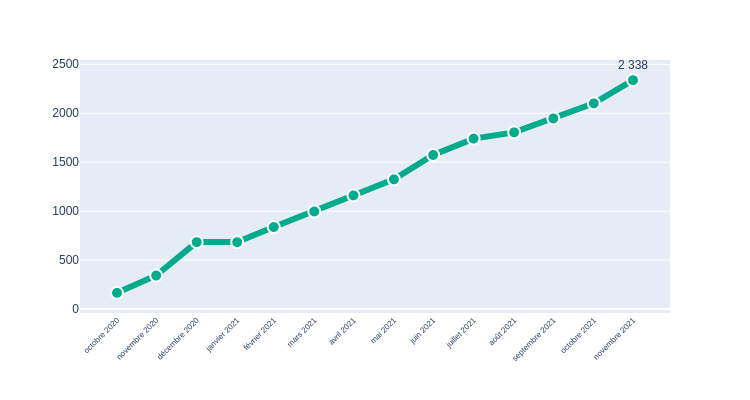 2 338
2500
2000
1500
1000
500
0
octobre 2020
novembre 2020
décembre 2020
janvier 2021
février 2021
mars 2021
avril 2021
mai 2021
juin 2021
juillet 2021
août 2021
septembre 2021
octobre 2021
novembre 2021